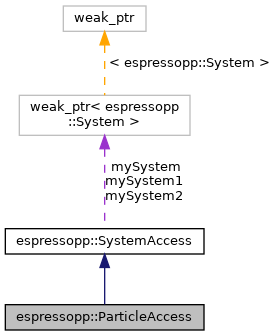 weak_ptr
< espressopp::System >
weak_ptr< espressopp
::System >
mySystem
mySystem1
mySystem2
espressopp::SystemAccess
espressopp::ParticleAccess